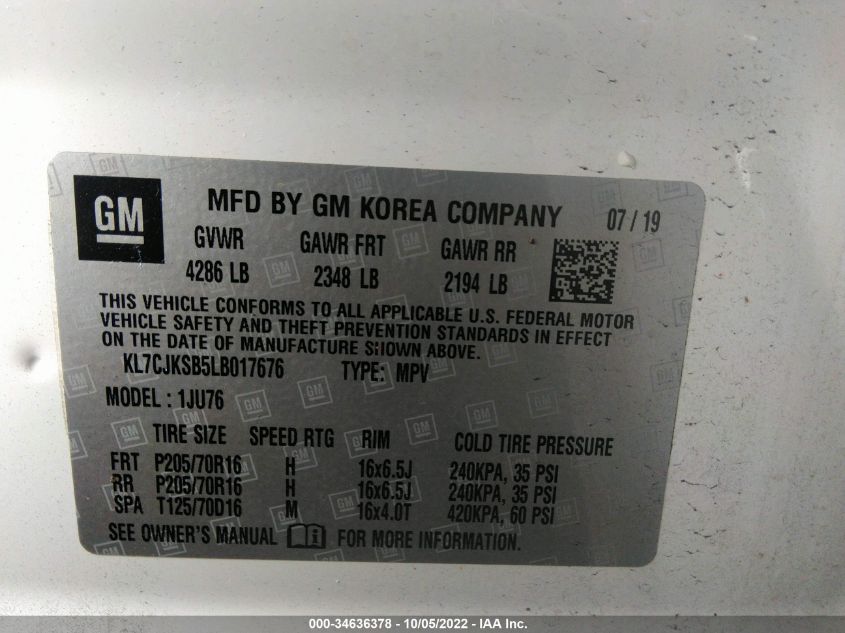 GM
MFD BY GM KOREA COMPANY 07 / 19
GVWR GAWR FRT GAWR RR
4286 LB 2348 LB 2194 LB
THIS VEHICLE CONFORMS TO ALL APPLICABLE U.S. FEDERAL MOTOR
VEHICLE SAFETY AND THEFT PREVENTION STANDARDS IN EFFECT
ON THE DATE OF MANUFACTURE SHOWN ABOVE.
KL7CJKSB5LB017676 TYPE: MPV
MODEL : 1JU76
TIRE SIZE SPEED RTG RIM COLD TIRE PRESSURE
FRT P205/70R16 H 16x6.5J 240KPA, 35 PSI
RR P205/70R16 H 16x6.5J 240KPA, 35 PSI
SPA T125/70D16 M 16x4.0T 420KPA, 60 PSI
SEE OWNER'S MANUAL FOR MORE INFORMATION.
000-34636378 - 10/05/2022 - IAA Inc.